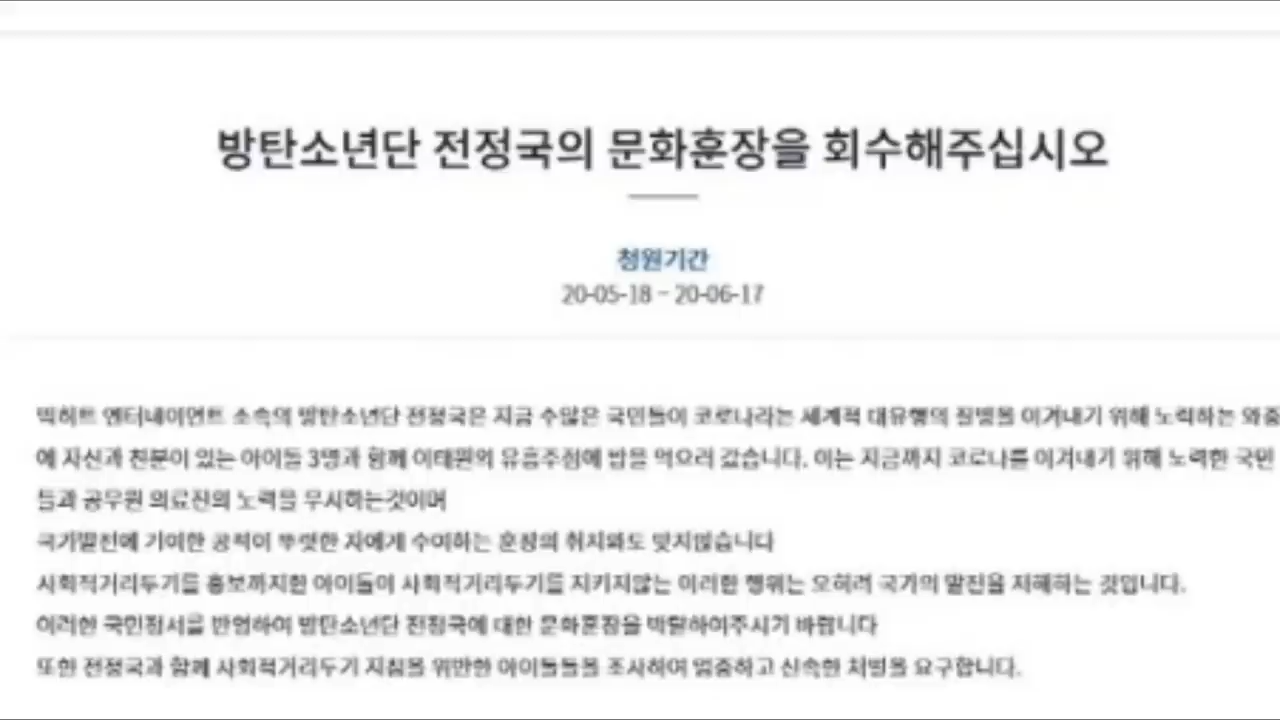 방탄소년단 전정국의 문화훈장을 회수해주십시오
청원기간
20-05-18 ~ 20-06-17
빅히트 엔터네이먼트 소속의 방탄소년단 전정국은 지금 수많은 국민들이 코로나라는 세계적 대유행의 질병을 이겨내기 위해 노력하는 와중
에 자신과 친분이 있는 아이돌 3명과 함께 이태원의 유흥주점에 밥을 먹으러 갔습니다. 이는 지금까지 코로나를 이겨내기 위해 노력한 국민
들과 공무원 의료진의 노력을 무시하는것이며
국가발전에 기여한 공적이 뚜렷한 자에게 수여하는 훈장의 취지와도 맞지않습니다
사회적거리두기를 홍보까지한 아이돌이 사회적거리두기를 지키지않는 이러한 행위는 오히려 국가의 발전을 저해하는 것입니다.
이러한 국민정서를 반영하여 방탄소년단 전정국에 대한 문화훈장을 박탈하여주시기 바랍니다
또한 전정국과 함께 사회적거리두기 지침을 위반한 아이돌들을 조사하여 엄중하고 신속한 처벌을 요구합니다.